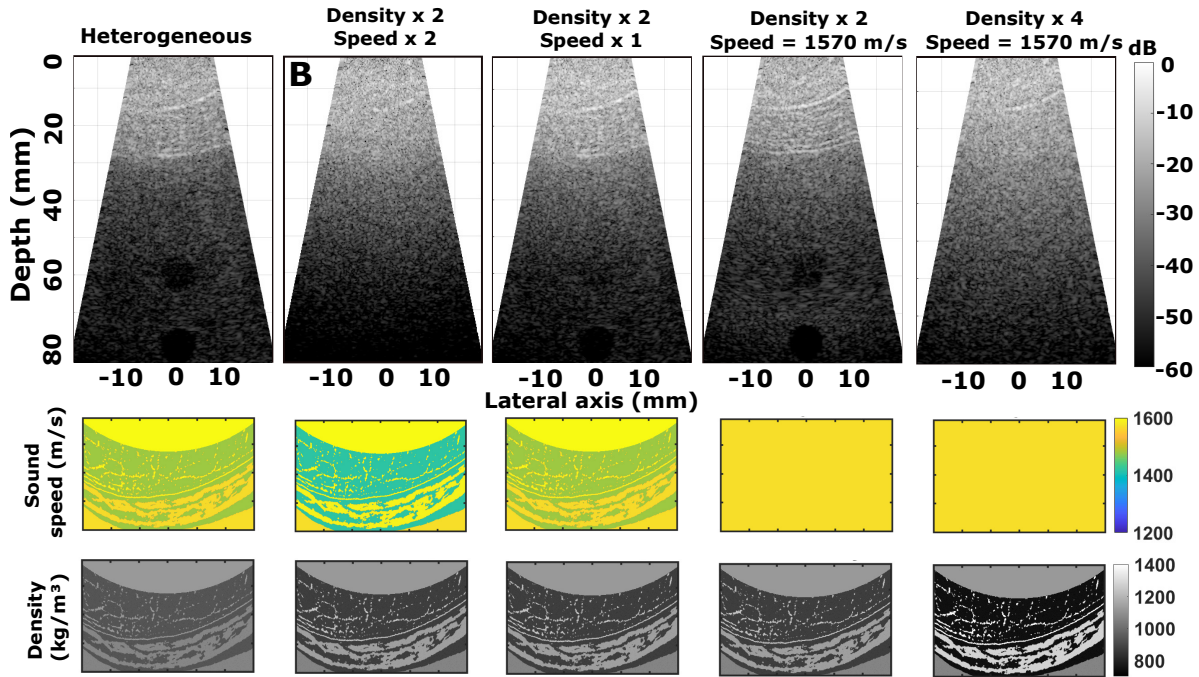 Heterogeneous
Density x 2
Speed x 2
Density x 2
Speed x 1
Density x 2
Speed = 1570 m/s
Density x 4
Speed = 1570 m/s
dB
B
0
20
40
60
80
Depth (mm)
0
-10
-20
-30
-40
-50
-60
-10 0 10
-10 0 10
-10 0 10
-10 0 10
-10 0 10
Lateral axis (mm)
Sound
speed (m/s)
1600
1400
1200
Density
(kg/m³)
1400
1200
1000
800